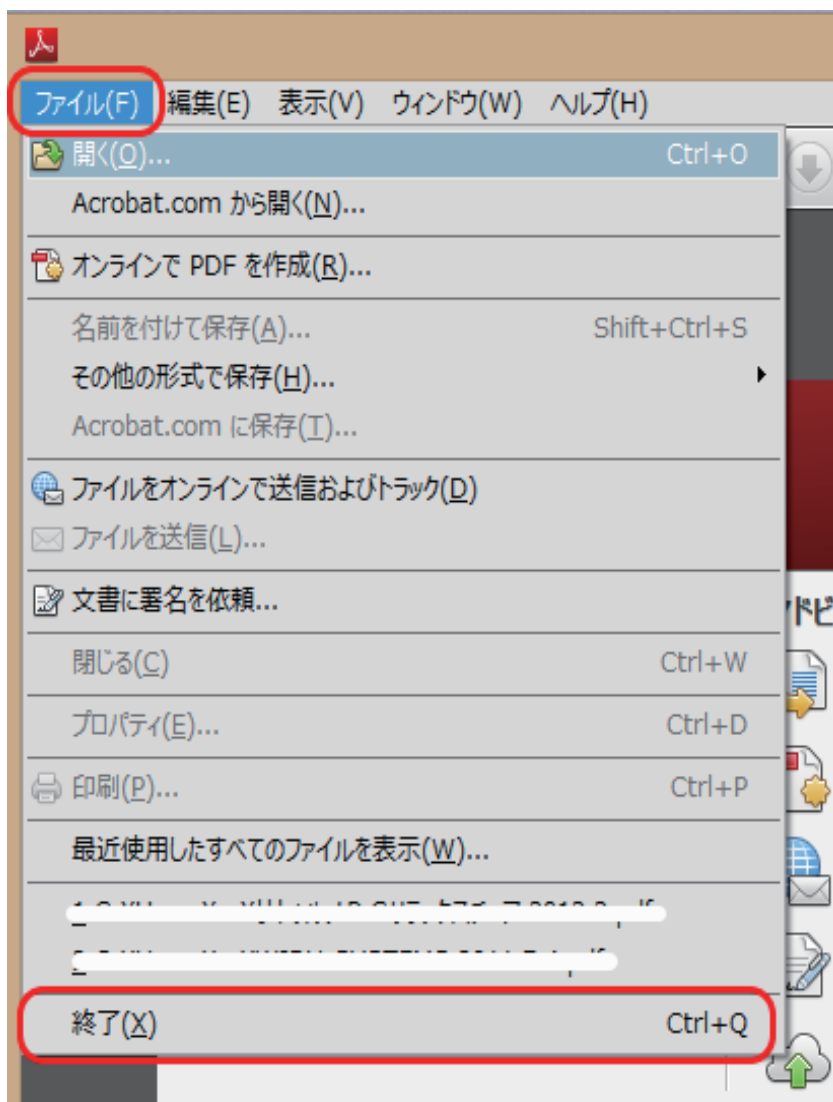 ファイル(F) 編集(E) 表示(V) ウィンドウ(W) ヘルプ(H)
開く(O)... Ctrl+O
Acrobat.com から開く(N)...
オンラインで PDF を作成(R)...
名前を付けて保存(A)... Shift+Ctrl+S
その他の形式で保存(H)...
Acrobat.com に保存(T)...
ファイルをオンラインで送信およびトラック(D)
ファイルを送信(L)...
文書に署名を依頼...
閉じる(C) Ctrl+W
プロパティ(E)... Ctrl+D
印刷(P)... Ctrl+P
最近使用したすべてのファイルを表示(W)...
終了(X) Ctrl+Q